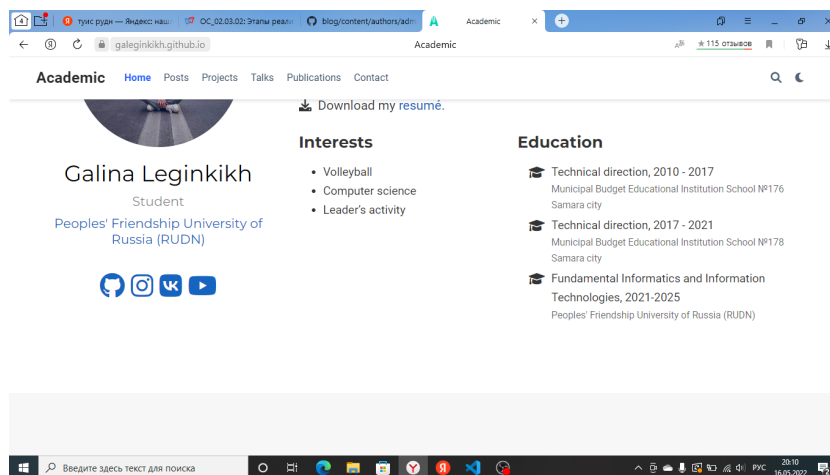 4
туис рудн — Яндекс: наш
ОС_02.03.02: Этапы реали
blog/content/authors/adm
Academic
galeginkikh.github.io
Academic
115 отзывов
Academic
Home
Posts
Projects
Talks
Publications
Contact
Download my resumé.
Interests
Volleyball
Computer science
Leader's activity
Education
Technical direction, 2010 - 2017
Municipal Budget Educational Institution School №176
Samara city
Technical direction, 2017 - 2021
Municipal Budget Educational Institution School №178
Samara city
Fundamental Informatics and Information
Technologies, 2021-2025
Peoples' Friendship University of Russia (RUDN)
Galina Leginkikh
Student
Peoples' Friendship University of
Russia (RUDN)
Введите здесь текст для поиска
РУС
20:10
16.05.2022